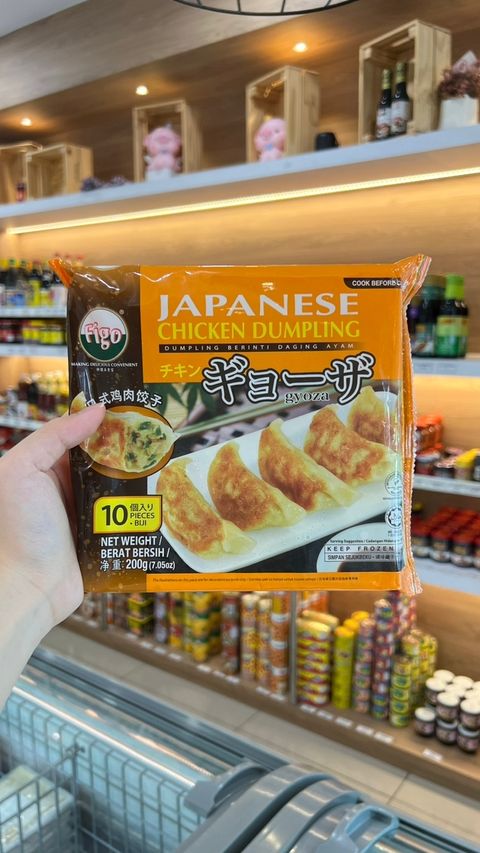 COOK BEFORE
Figo
MAKING DELICIOUS CONVENIENT
JAPANESE
CHICKEN DUMPLING
DUMPLING BERINTI DAGING AYAM
チキン ギョーザ
gyoza
日式鸡肉饺子
10 個入り
PIECES
• BIJI
NET WEIGHT /
BERAT BERSIH /
净重: 200g (7.05oz)
KEEP FROZEN